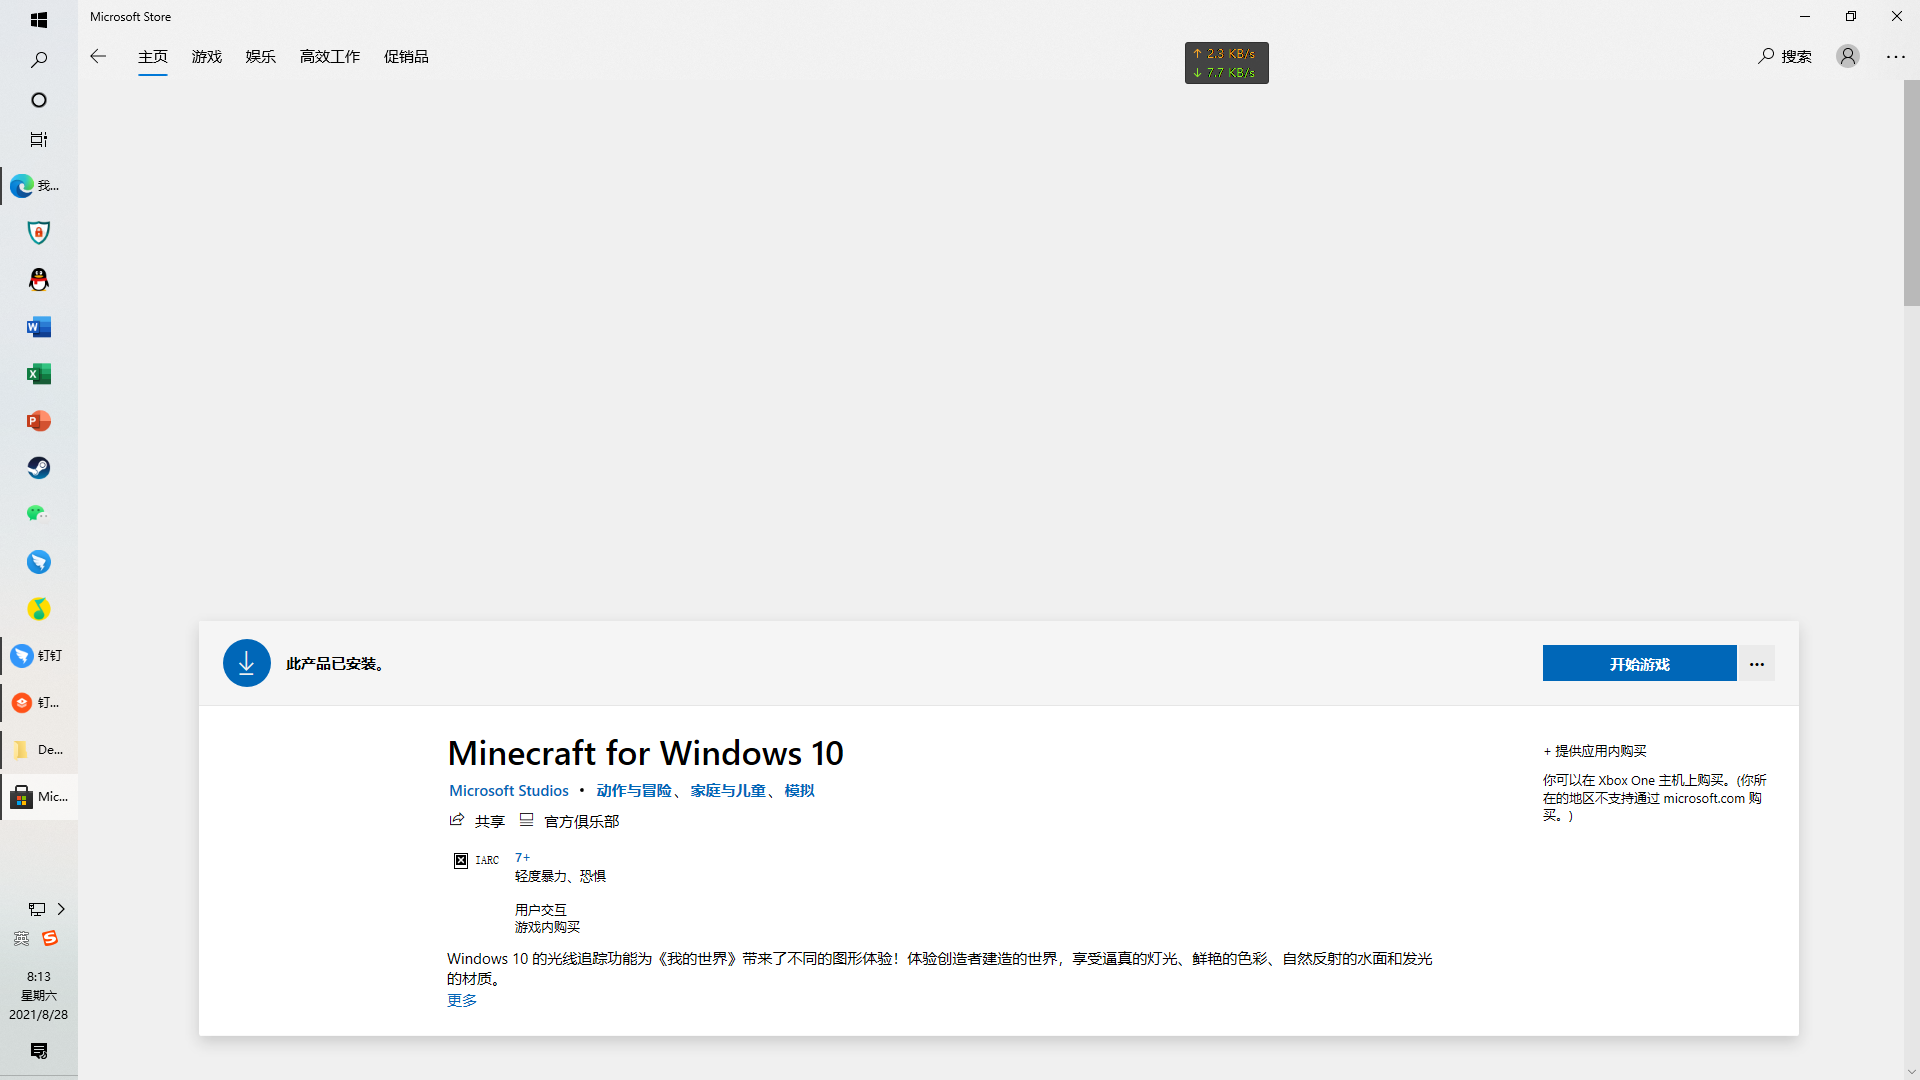 Microsoft Store
主页 游戏 娱乐 高效工作 促销品
↑ 2.3 KB/s
↓ 7.7 KB/s
搜索
我...
钉钉
钉...
De...
Mic...
英
8:13
星期六
2021/8/28
此产品已安装。
开始游戏
Minecraft for Windows 10
Microsoft Studios • 动作与冒险、家庭与儿童、模拟
共享 官方俱乐部
IARC 7+
轻度暴力、恐惧
用户交互
游戏内购买
Windows 10 的光线追踪功能为《我的世界》带来了不同的图形体验！体验创造者建造的世界，享受逼真的灯光、鲜艳的色彩、自然反射的水面和发光
的材质。
更多
+ 提供应用内购买
你可以在 Xbox One 主机上购买。(你所
在的地区不支持通过 microsoft.com 购
买。)